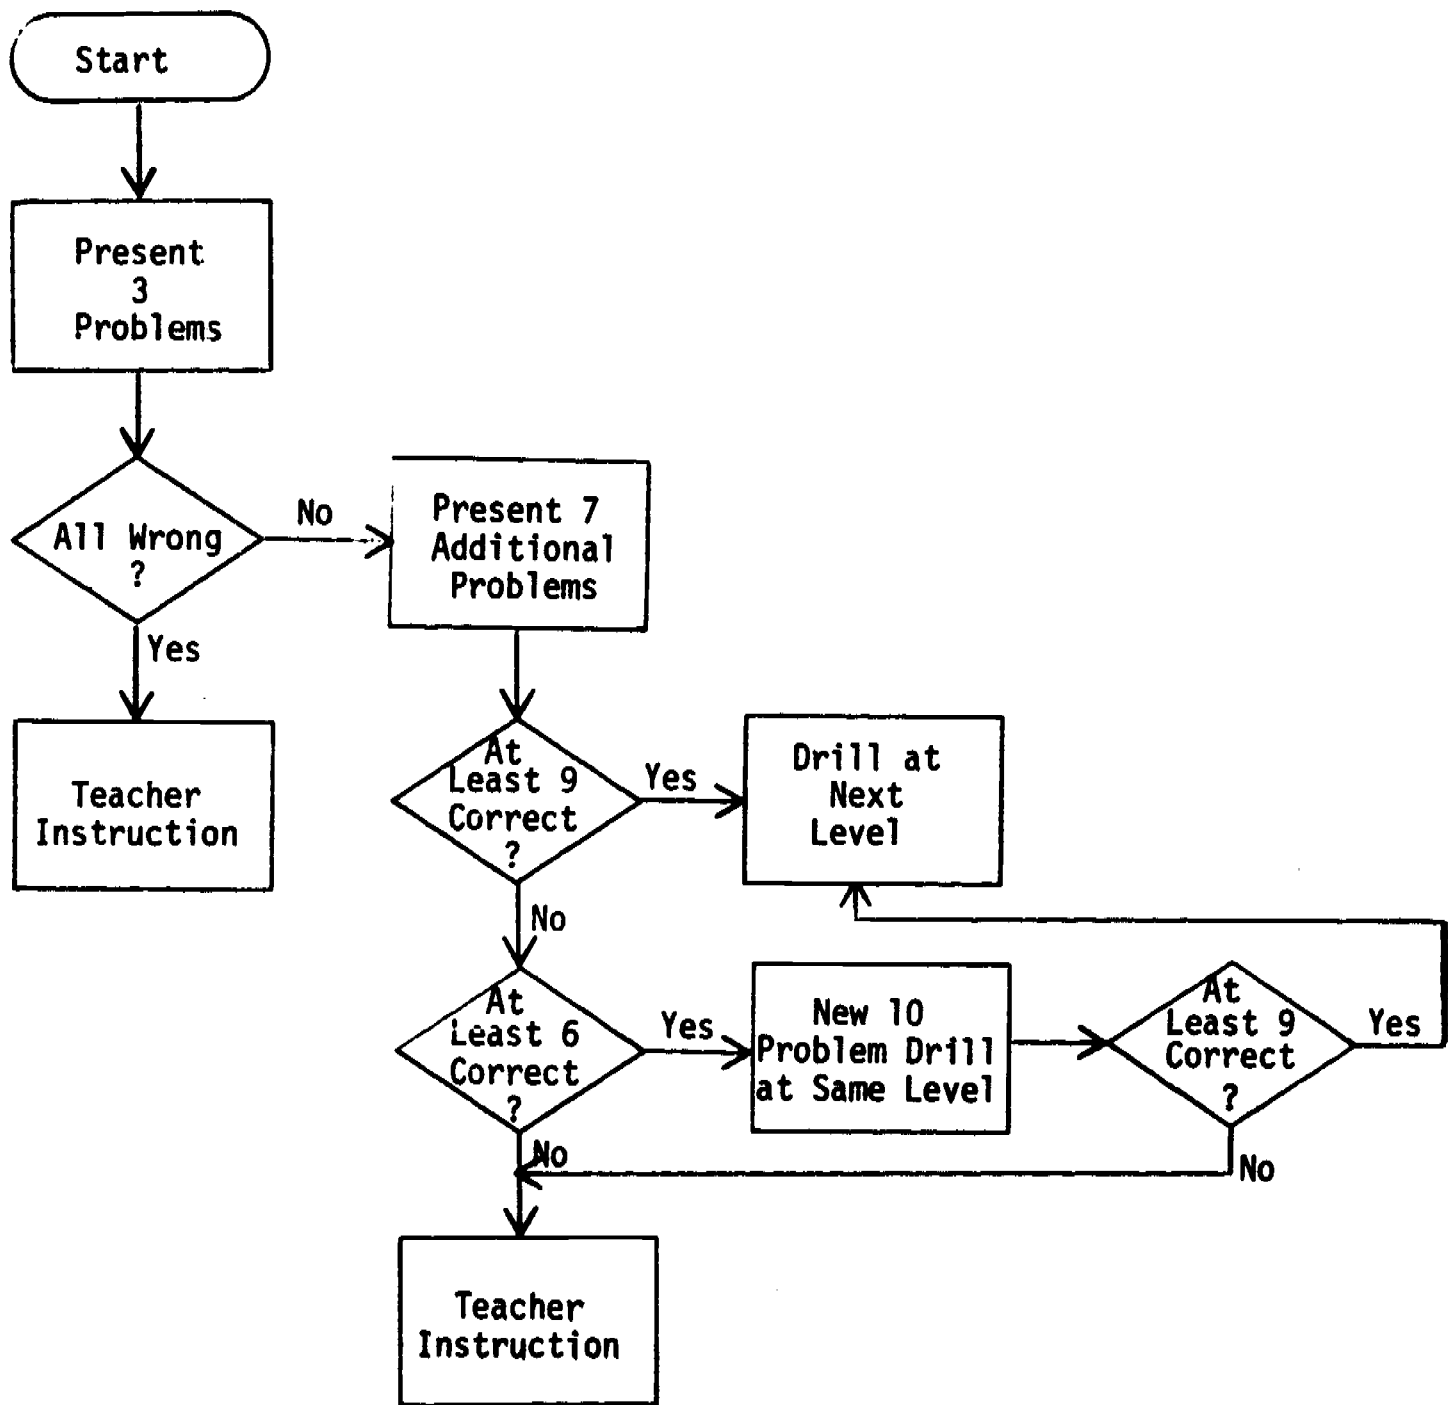 Start
Present
3
Problems
All Wrong
?
No
Yes
Teacher
Instruction
Present 7
Additional
Problems
At
Least 9
Correct
?
Yes
No
Drill at
Next
Level
At
Least 6
Correct
?
Yes
No
New 10
Problem Drill
at Same Level
At
Least 9
Correct
?
Yes
No
Teacher
Instruction